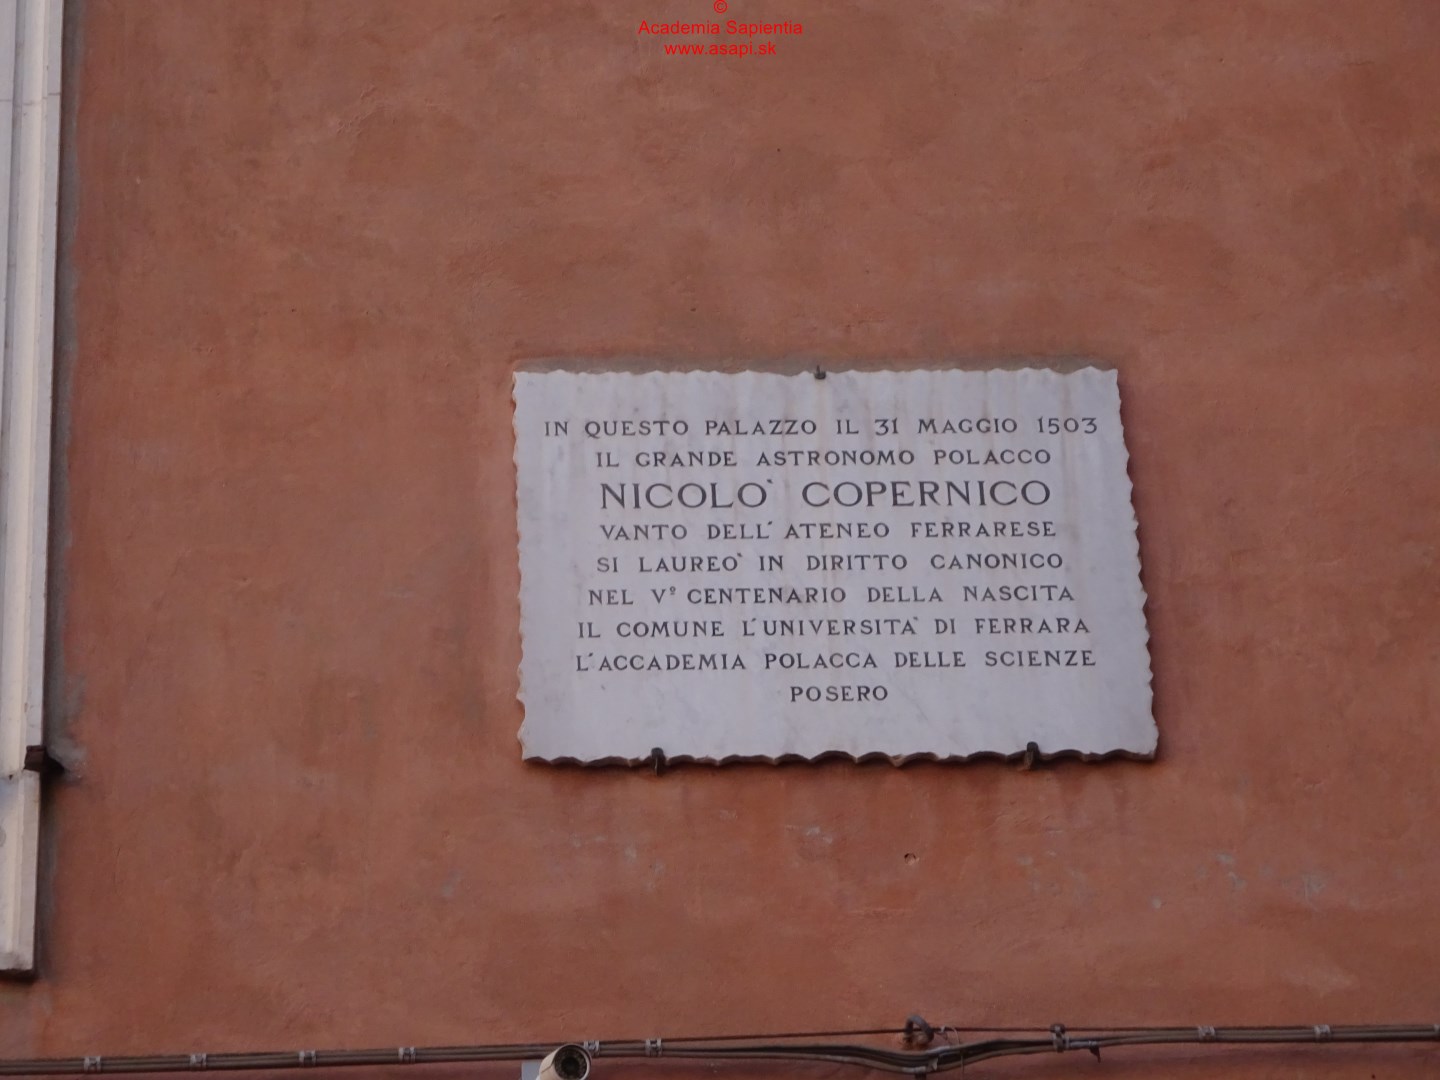 ©
Academia Sapientia
www.asapi.sk
IN QUESTO PALAZZO IL 31 MAGGIO 1503
IL GRANDE ASTRONOMO POLACCO
NICOLO` COPERNICO
VANTO DELL´ATENEO FERRARESE
SI LAUREO` IN DIRITTO CANONICO
NEL Vº CENTENARIO DELLA NASCITA
IL COMUNE L´UNIVERSITA` DI FERRARA
L´ACCADEMIA POLACCA DELLE SCIENZE
POSERO